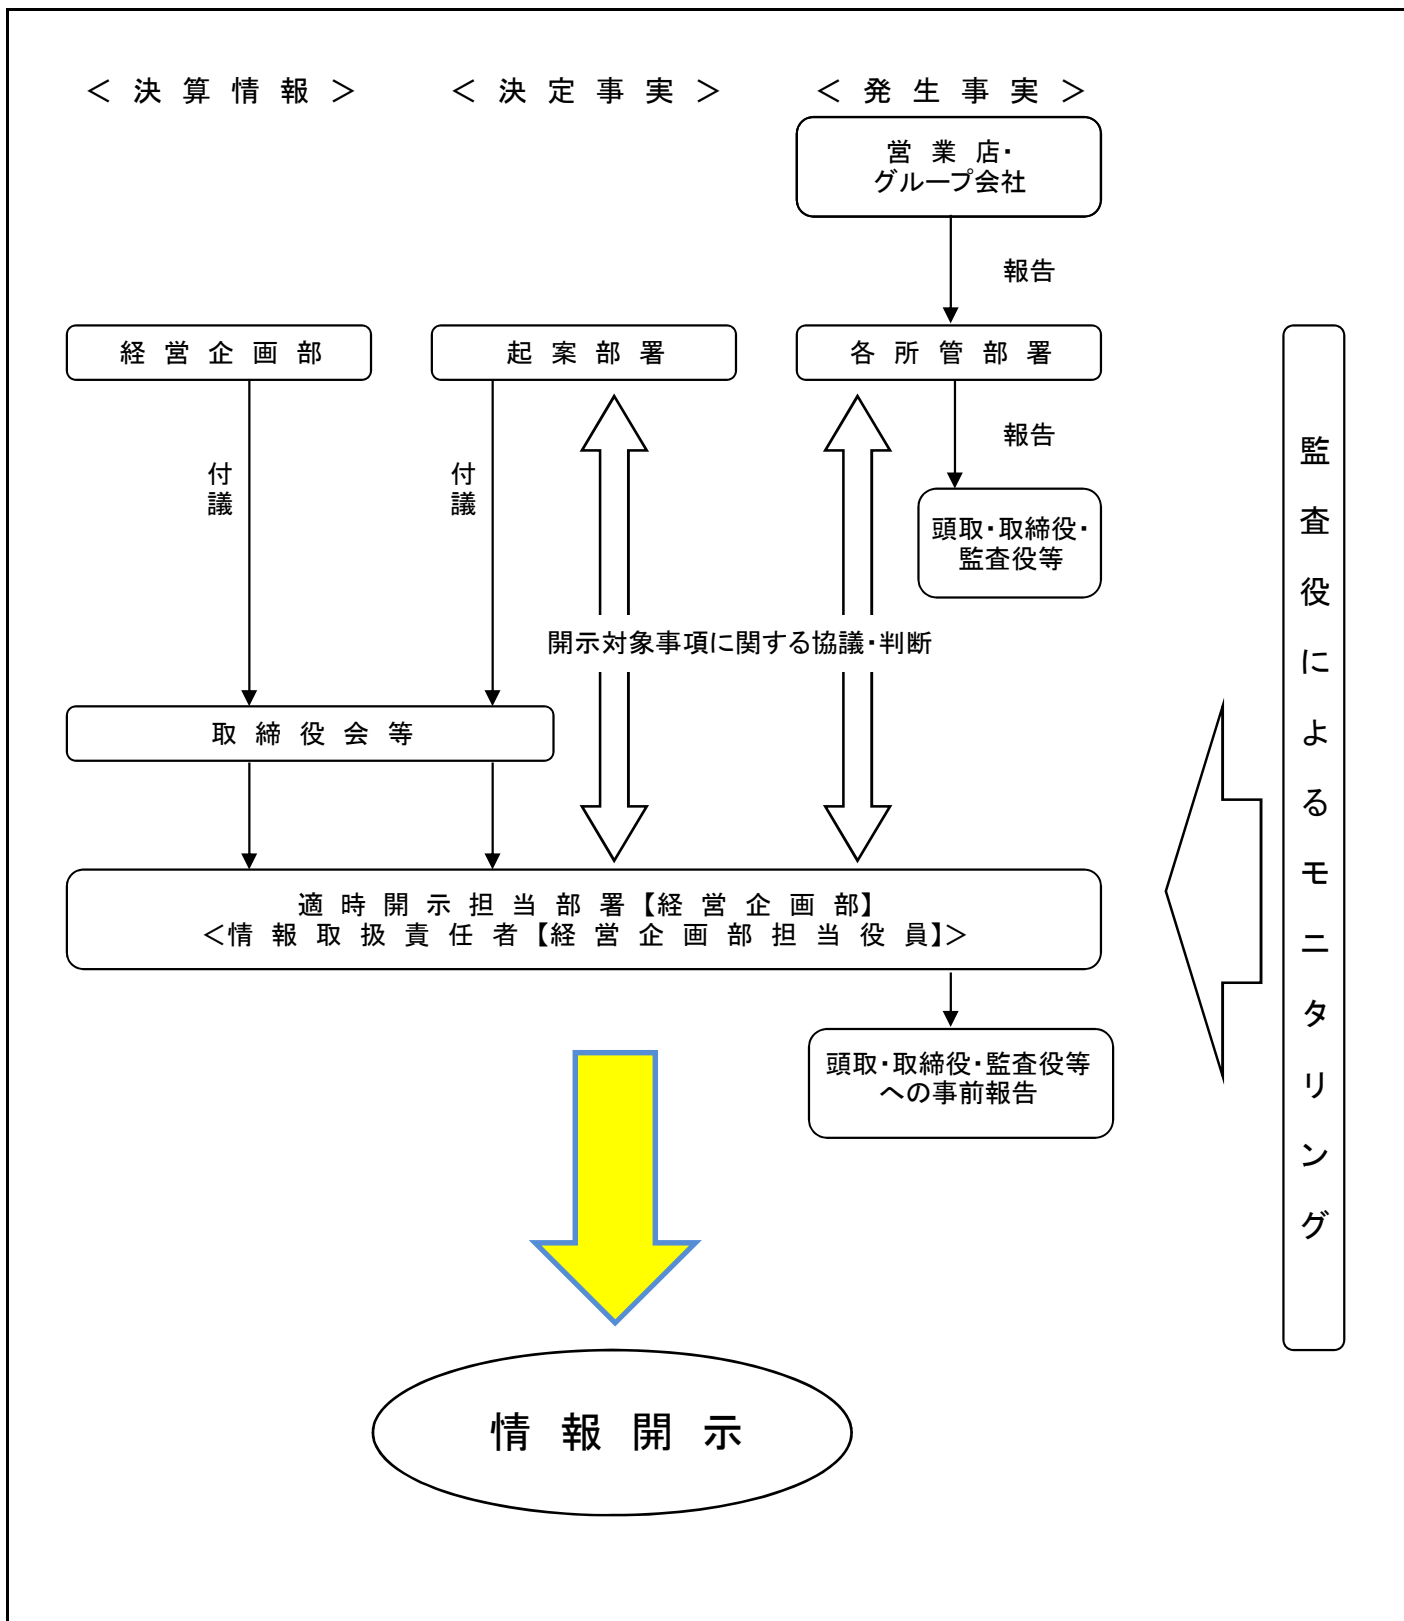 ＜決算情報＞
＜決定事実＞
＜発生事実＞
営業店・
グループ会社
報告
経営企画部
起案部署
各所管部署
付議
付議
報告
頭取・取締役・
監査役等
開示対象事項に関する協議・判断
取締役会等
適時開示担当部署【経営企画部】
＜情報取扱責任者【経営企画部担当役員】＞
頭取・取締役・監査役等
への事前報告
情報開示
監査役によるモニタリング